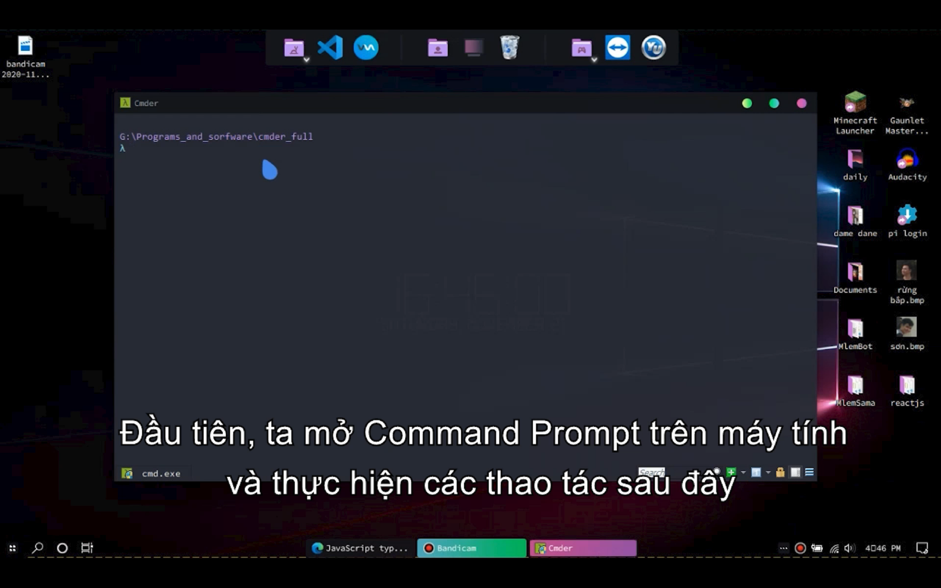 bandicam
2020-11...
Cmder
G:\Programs_and_sorfware\cmder_full
λ
Minecraft
Launcher
Gaunlet
Master...
daily
Audacity
dame dane
pi login
Documents
rừng
bắp.bmp
MlemBot
sơn.bmp
MlemSama
reactjs
Đầu tiên, ta mở Command Prompt trên máy tính
và thực hiện các thao tác sau đây
cmd.exe
Search
JavaScript typ...
Bandicam
Cmder
4:46 PM